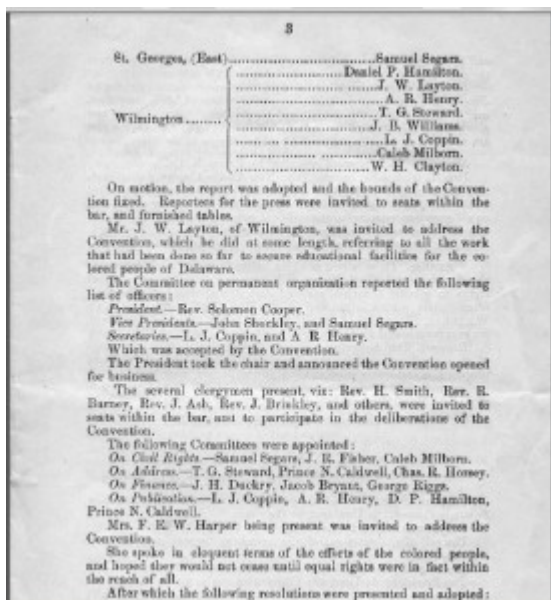 3
St. Georges, (East) Samuel Segars.
Daniel P. Hamilton.
J. W. Layton.
A. R. Henry.
Wilmington T. G. Steward.
J. B. Williams.
L. J. Coppin.
Caleb Milborn.
W. H. Clayton.
On motion, the report was adopted and the bounds of the Conven-
tion fixed. Reporters for the press were invited to seats within the
bar, and furnished tables.
Mr. J. W. Layton, of Wilmington, was invited to address the
Convention, which he did at some length, referring to all the work
that had been done so far to secure educational facilities for the co-
lored people of Delaware.
The Committee on permanent organization reported the following
list of officers:
President.—Rev. Solomon Cooper.
Vice Presidents.—John Shockley, and Samuel Segars.
Secretaries.—L. J. Coppin, and A R Henry.
Which was accepted by the Convention.
The President took the chair and announced the Convention opened
for business.
The several clergymen present, viz: Rev. H. Smith, Rev. R.
Barney, Rev. J. Ash, Rev. J. Brinkley, and others, were invited to
seats within the bar, and to participate in the deliberations of the
Convention.
The following Committees were appointed:
On Civil Rights.—Samuel Segars, J. R. Fisher, Caleb Milborn.
On Address.—T. G. Steward, Prince N. Caldwell, Chas. R.
On Finance.—J. H. Jacob Bryant, George Riggs.
On Publication.—L. J. Coppin, A. R. Henry, D. P. Hamilton,
Prince N. Caldwell.
Mrs. F. E. W. Harper being present was invited to address the
Convention.
She spoke in eloquent terms of the efforts of the colored people,
and hoped they would not cease until equal rights were in fact within
the reach of all.
After which the following resolutions were presented and adopted: